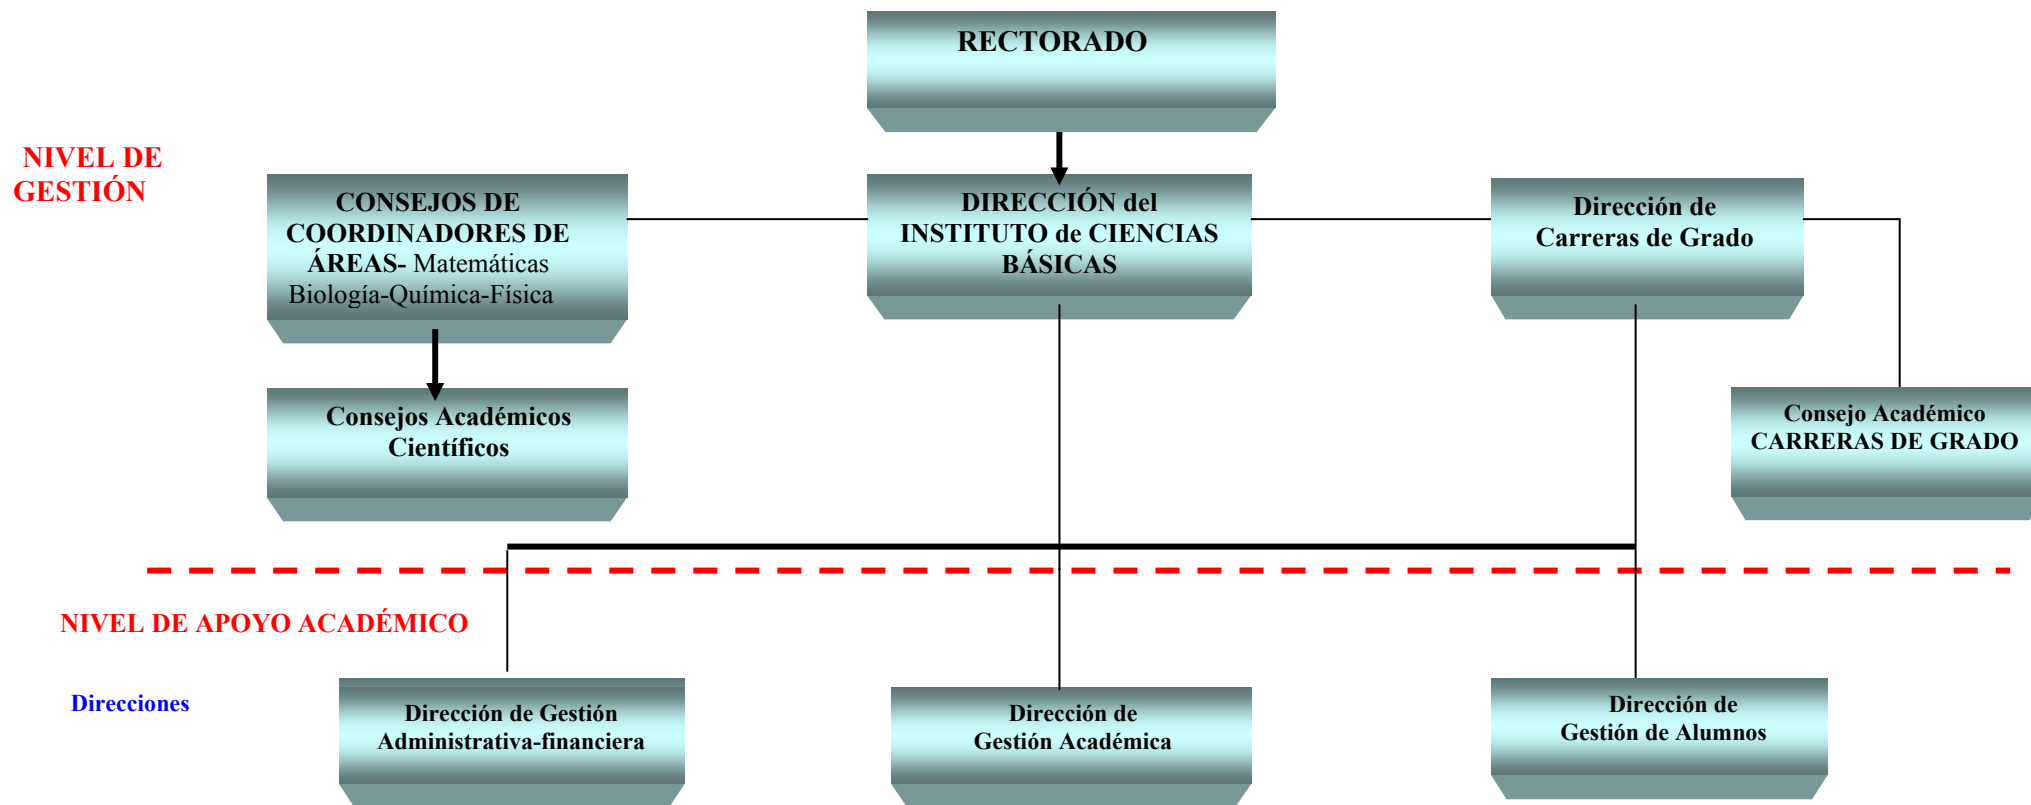 RECTORADO
NIVEL DE
GESTIÓN
CONSEJOS DE
COORDINADORES DE
ÁREAS- Matemáticas
Biología-Química-Física
DIRECCIÓN del
INSTITUTO de CIENCIAS
BÁSICAS
Dirección de
Carreras de Grado
Consejos Académicos
Científicos
Consejo Académico
CARRERAS DE GRADO
NIVEL DE APOYO ACADÉMICO
Direcciones
Dirección de Gestión
Administrativa-financiera
Dirección de
Gestión Académica
Dirección de
Gestión de Alumnos